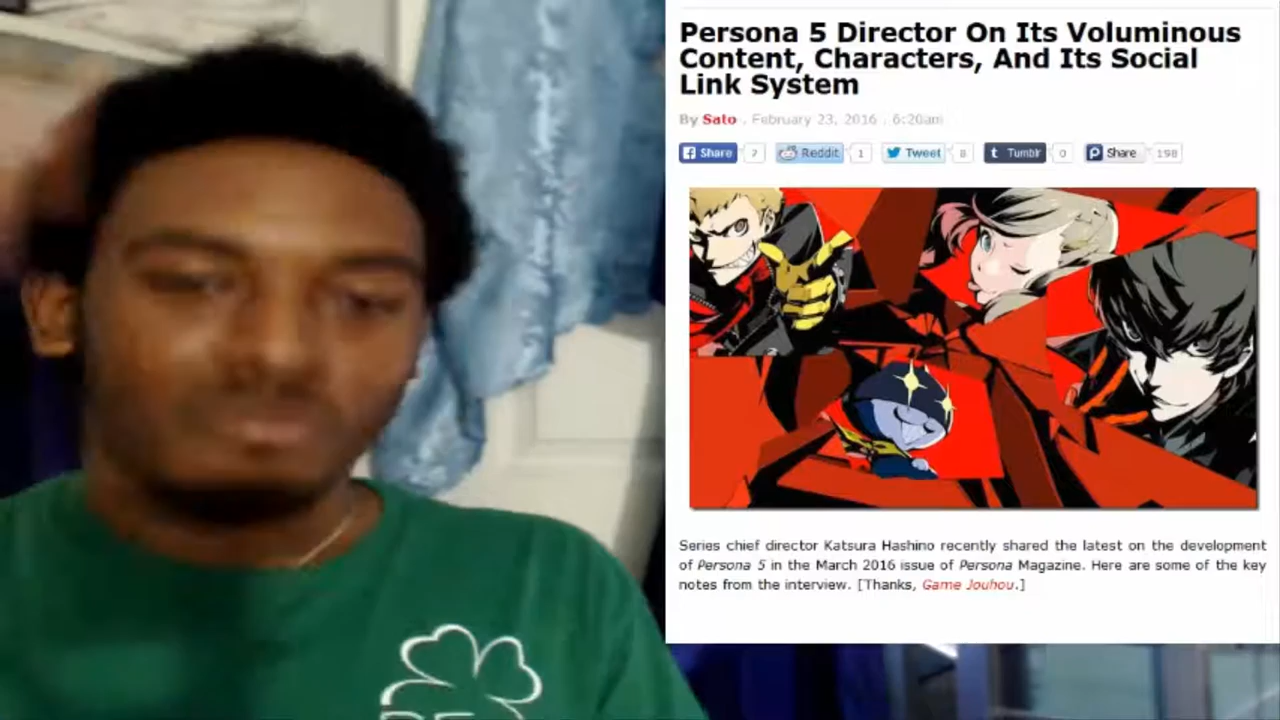 Persona 5 Director On Its Voluminous
Content, Characters, And Its Social
Link System
By Sato . February 23, 2016 . 6:20am
Share 7 Reddit 1 Tweet 8 Tumblr 0 Share 198
Series chief director Katsura Hashino recently shared the latest on the development
of Persona 5 in the March 2016 issue of Persona Magazine. Here are some of the key
notes from the interview. [Thanks, Game Jouhou.]